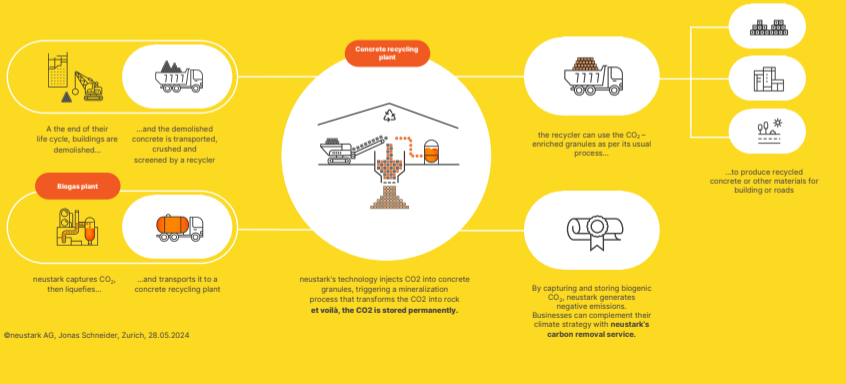 Concrete recycling
plant
A the end of their
life cycle, buildings are
demolished...
...and the demolished
concrete is transported,
crushed and
screened by a recycler
the recycler can use the CO₂ –
enriched granules as per its usual
process...
...to produce recycled
concrete or other materials for
building or roads
Biogas plant
neustark captures CO₂,
then liquefies...
...and transports it to a
concrete recycling plant
neustark's technology injects CO2 into concrete
granules, triggering a mineralization
process that transforms the CO2 into rock
et voilà, the CO2 is stored permanently.
By capturing and storing biogenic
CO₂, neustark generates
negative emissions.
Businesses can complement their
climate strategy with neustark's
carbon removal service.
©neustark AG, Jonas Schneider, Zurich, 28.05.2024